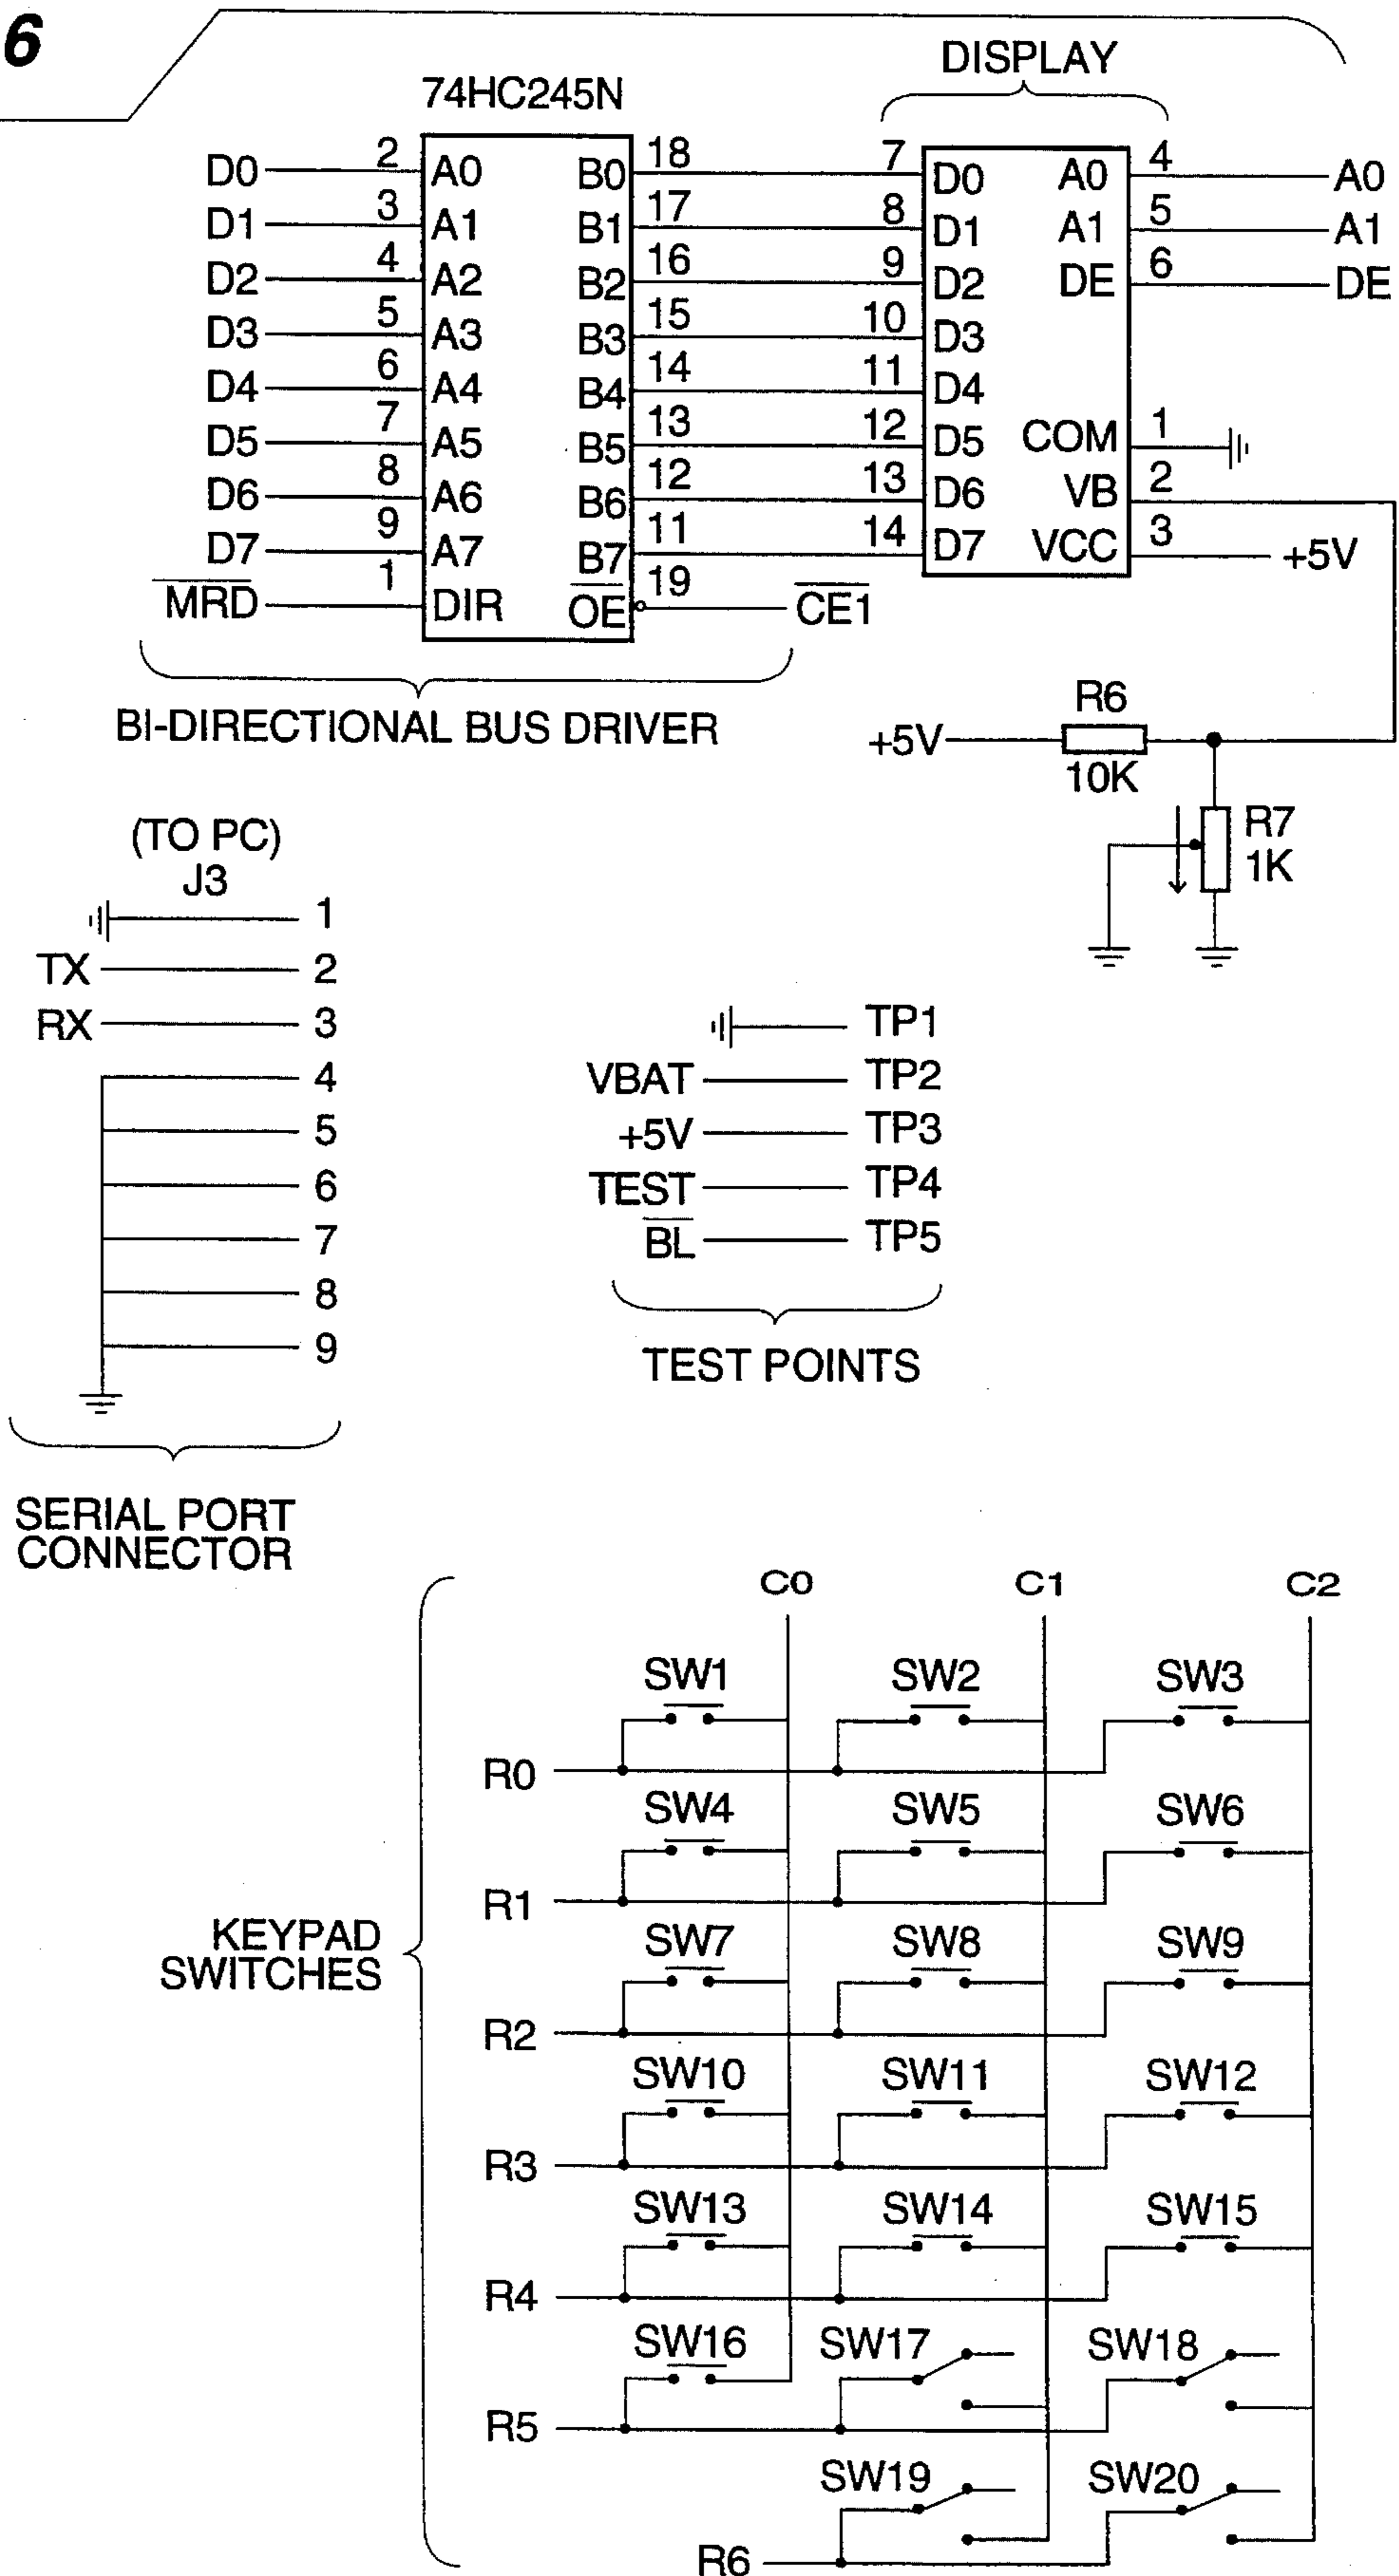 6
DISPLAY
74HC245N
D0 2 A0 B0 18 7 D0 A0 4 A0
D1 3 A1 B1 17 8 D1 A1 5 A1
D2 4 A2 B2 16 9 D2 DE 6 DE
D3 5 A3 B3 15 10 D3
D4 6 A4 B4 14 11 D4
D5 7 A5 B5 13 12 D5 COM 1
D6 8 A6 B6 12 13 D6 VB 2
D7 9 A7 B7 11 14 D7 VCC 3 +5V
MRD 1 DIR OE 19 CE1
BI-DIRECTIONAL BUS DRIVER
R6
+5V
10K
R7
1K
(TO PC)
J3
1
TX 2
RX 3
4
5
6
7
8
9
SERIAL PORT
CONNECTOR
TP1
VBAT TP2
+5V TP3
TEST TP4
BL TP5
TEST POINTS
C0 C1 C2
SW1 SW2 SW3
R0
SW4 SW5 SW6
R1
KEYPAD
SWITCHES
SW7 SW8 SW9
R2
SW10 SW11 SW12
R3
SW13 SW14 SW15
R4
SW16 SW17 SW18
R5
SW19 SW20
R6